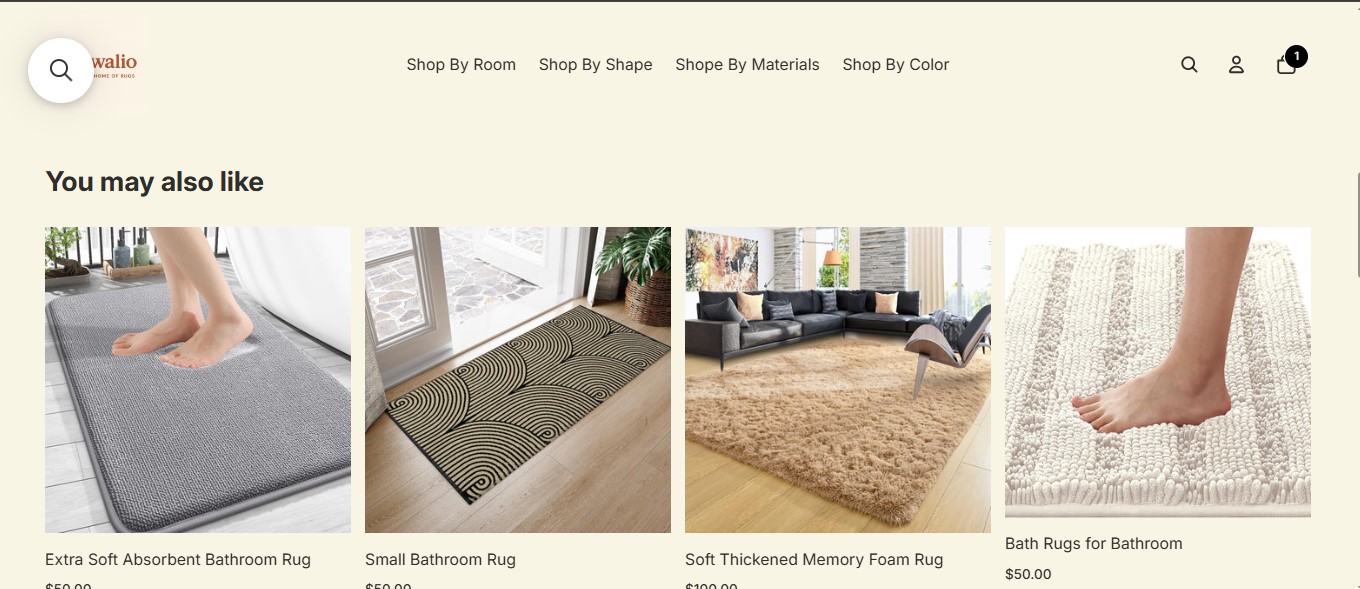 walio
HOME OF RUGS
Shop By Room Shop By Shape Shope By Materials Shop By Color
1
You may also like
Extra Soft Absorbent Bathroom Rug
Small Bathroom Rug
Soft Thickened Memory Foam Rug
Bath Rugs for Bathroom
$50.00
$50.00
$100.00
$50.00